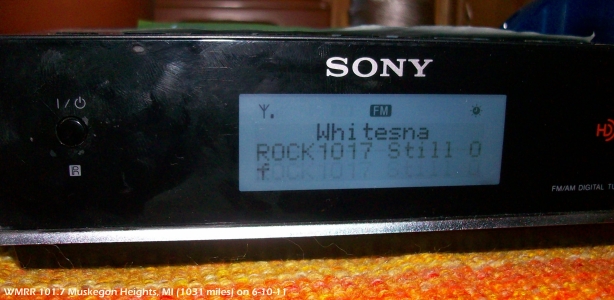 SONY
I/⏻
FM
Whitesna
ROCK1017 Still O
f
HD
FM/AM DIGITAL TU
WMRR 101.7 Muskegon Heights, MI (1031 miles) on 6-10-11